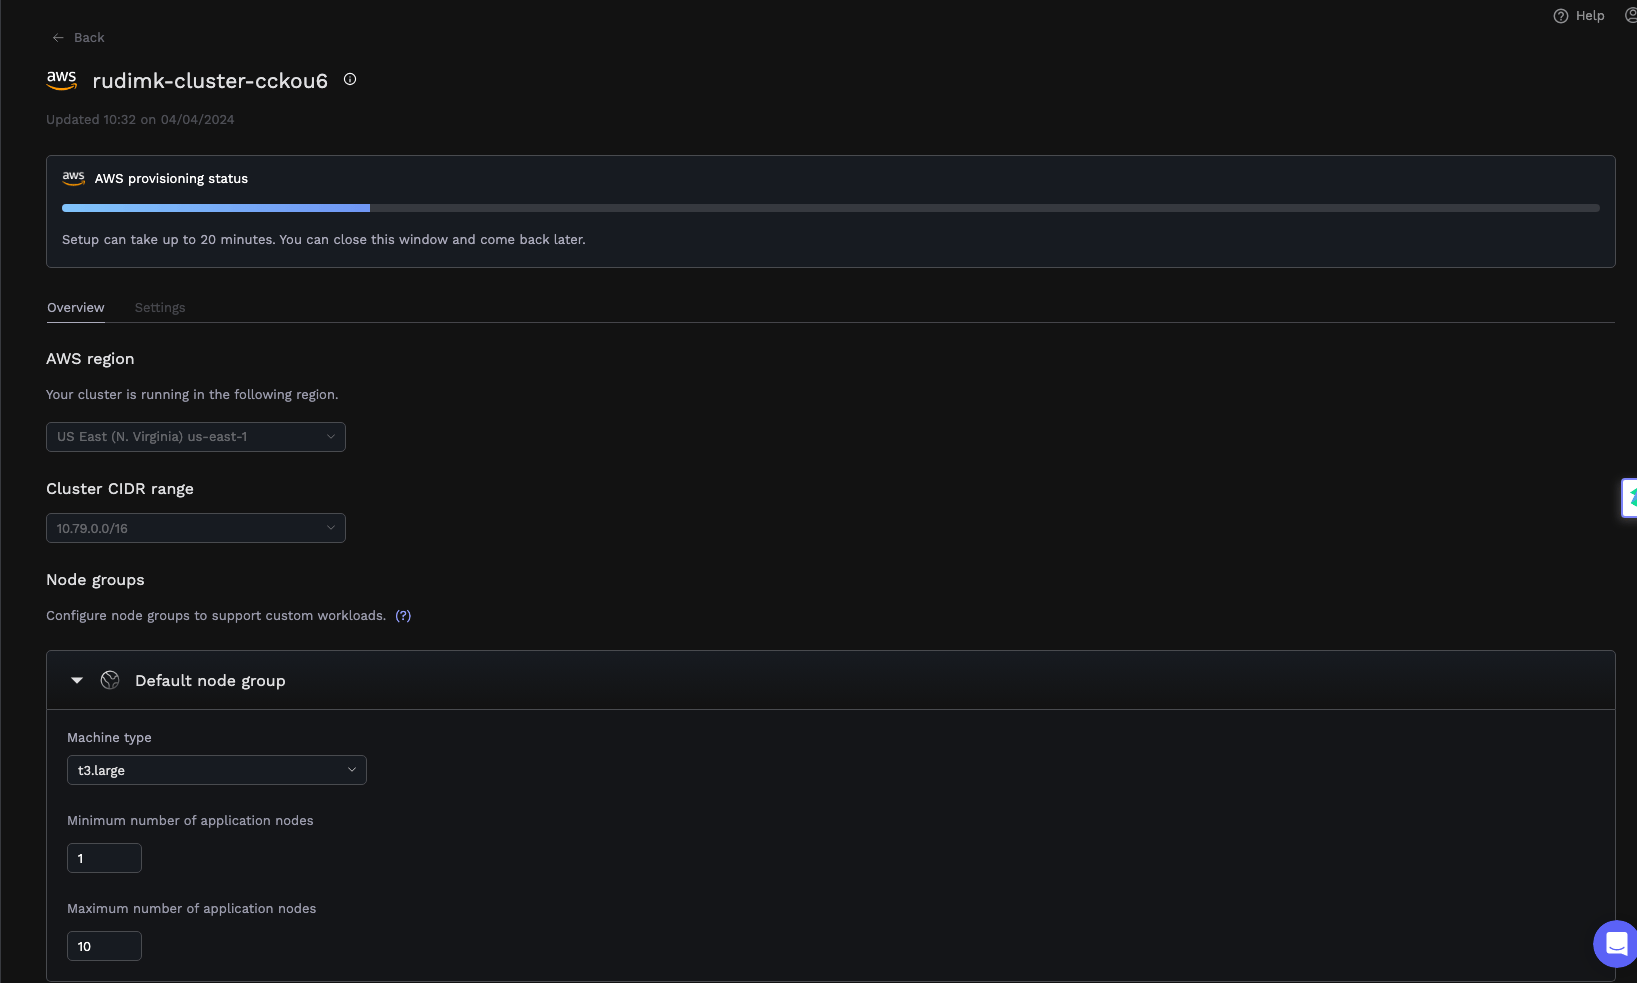 Help
Back
aws
rudimk-cluster-cckou6
Updated 10:32 on 04/04/2024
aws
AWS provisioning status
Setup can take up to 20 minutes. You can close this window and come back later.
Overview
Settings
AWS region
Your cluster is running in the following region.
US East (N. Virginia) us-east-1
Cluster CIDR range
10.79.0.0/16
Node groups
Configure node groups to support custom workloads. (?)
Default node group
Machine type
t3.large
Minimum number of application nodes
1
Maximum number of application nodes
10